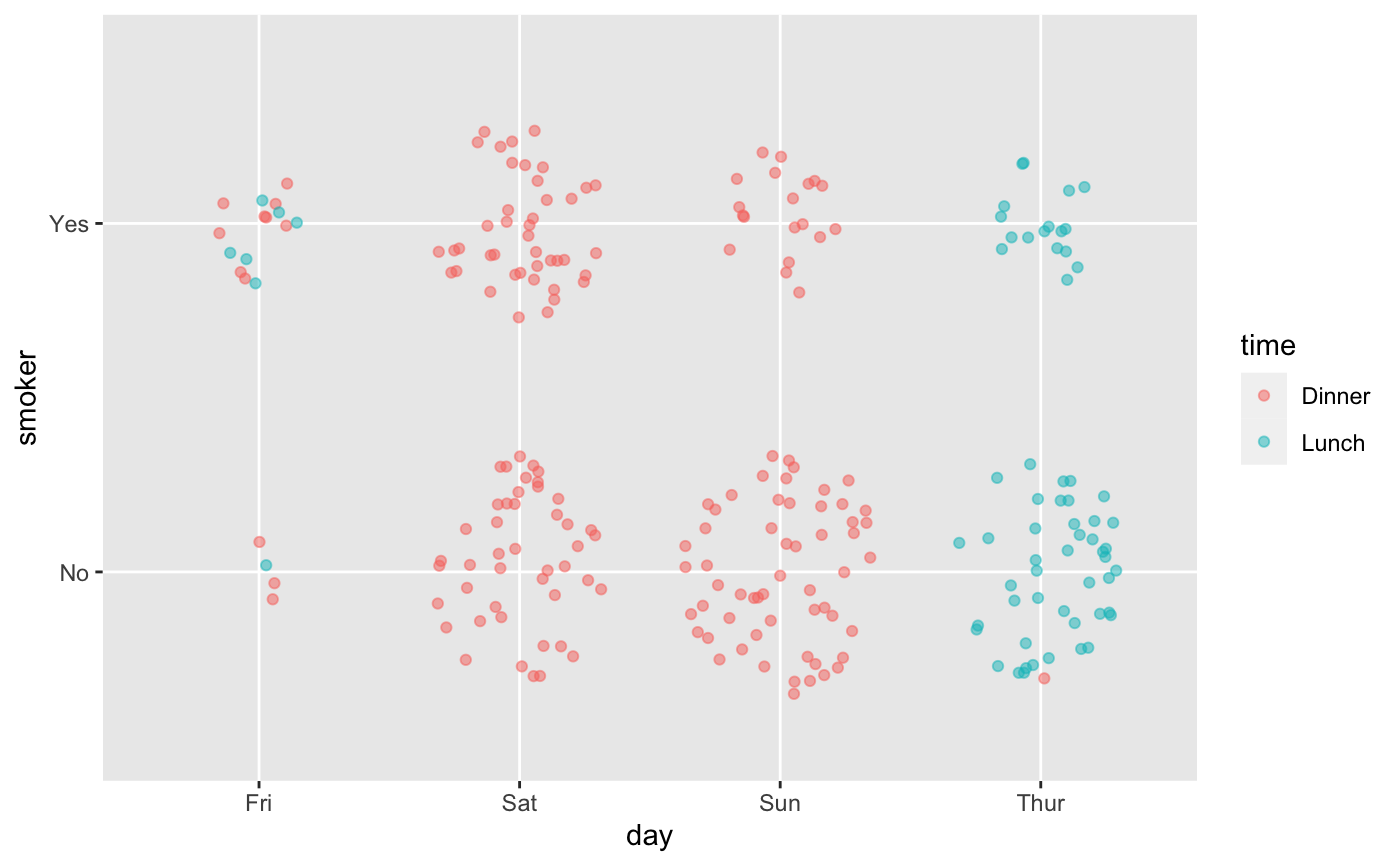 smoker
Yes
No
Fri
Sat
Sun
Thur
day
time
Dinner
Lunch